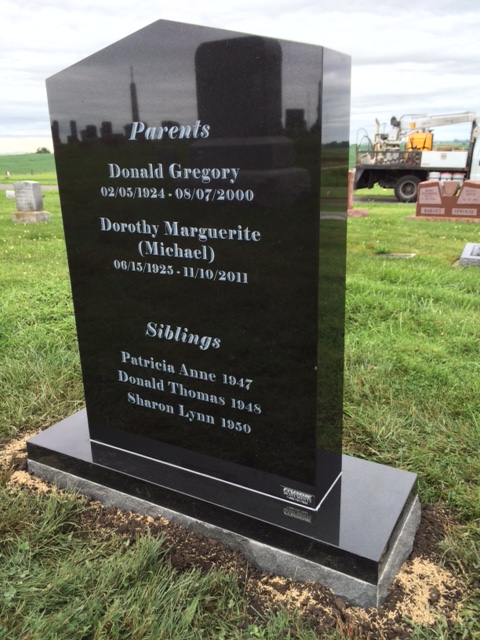 Parents
Donald Gregory
02/05/1924 - 08/07/2000
Dorothy Marguerite
(Michael)
06/15/1925 - 11/10/2011
Siblings
Patricia Anne 1947
Donald Thomas 1948
Sharon Lynn 1950